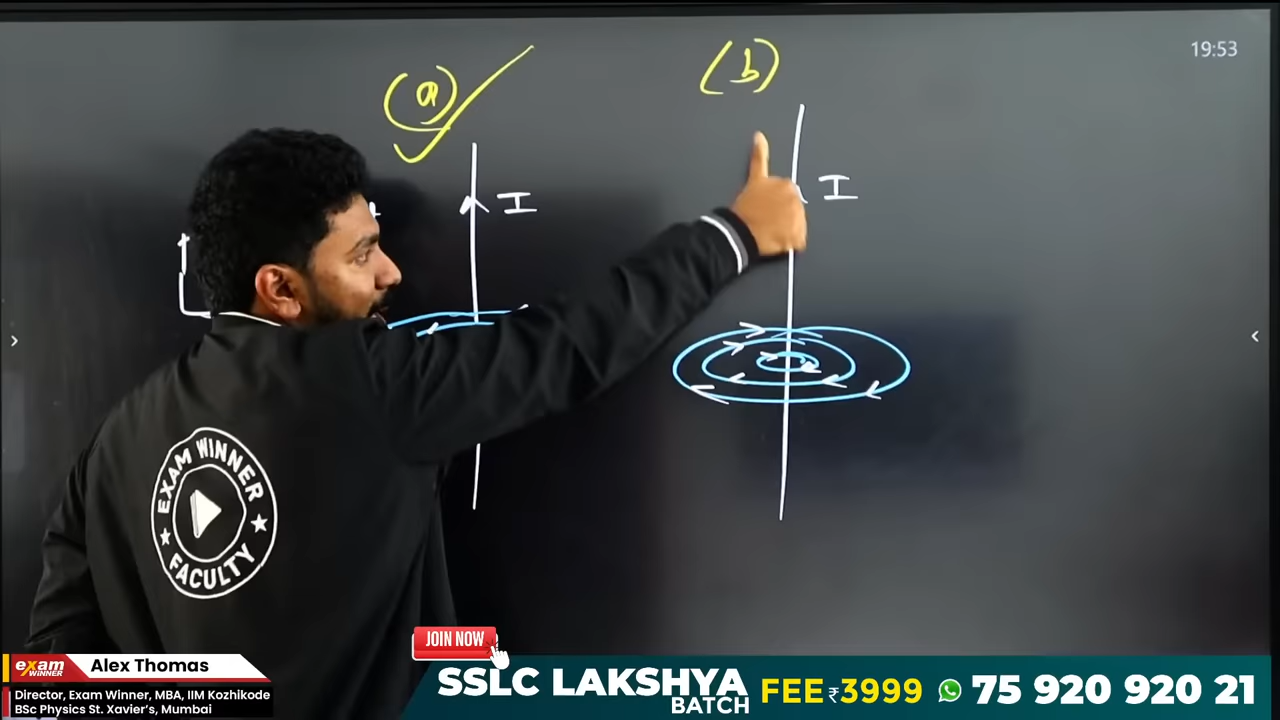 19:53
(a)
(b)
I
I
EXAM WINNER
FACULTY
JOIN NOW
exam
WINNER
Alex Thomas
Director, Exam Winner, MBA, IIM Kozhikode
BSc Physics St. Xavier's, Mumbai
SSLC LAKSHYA
BATCH
FEE ₹3999
75 920 920 21